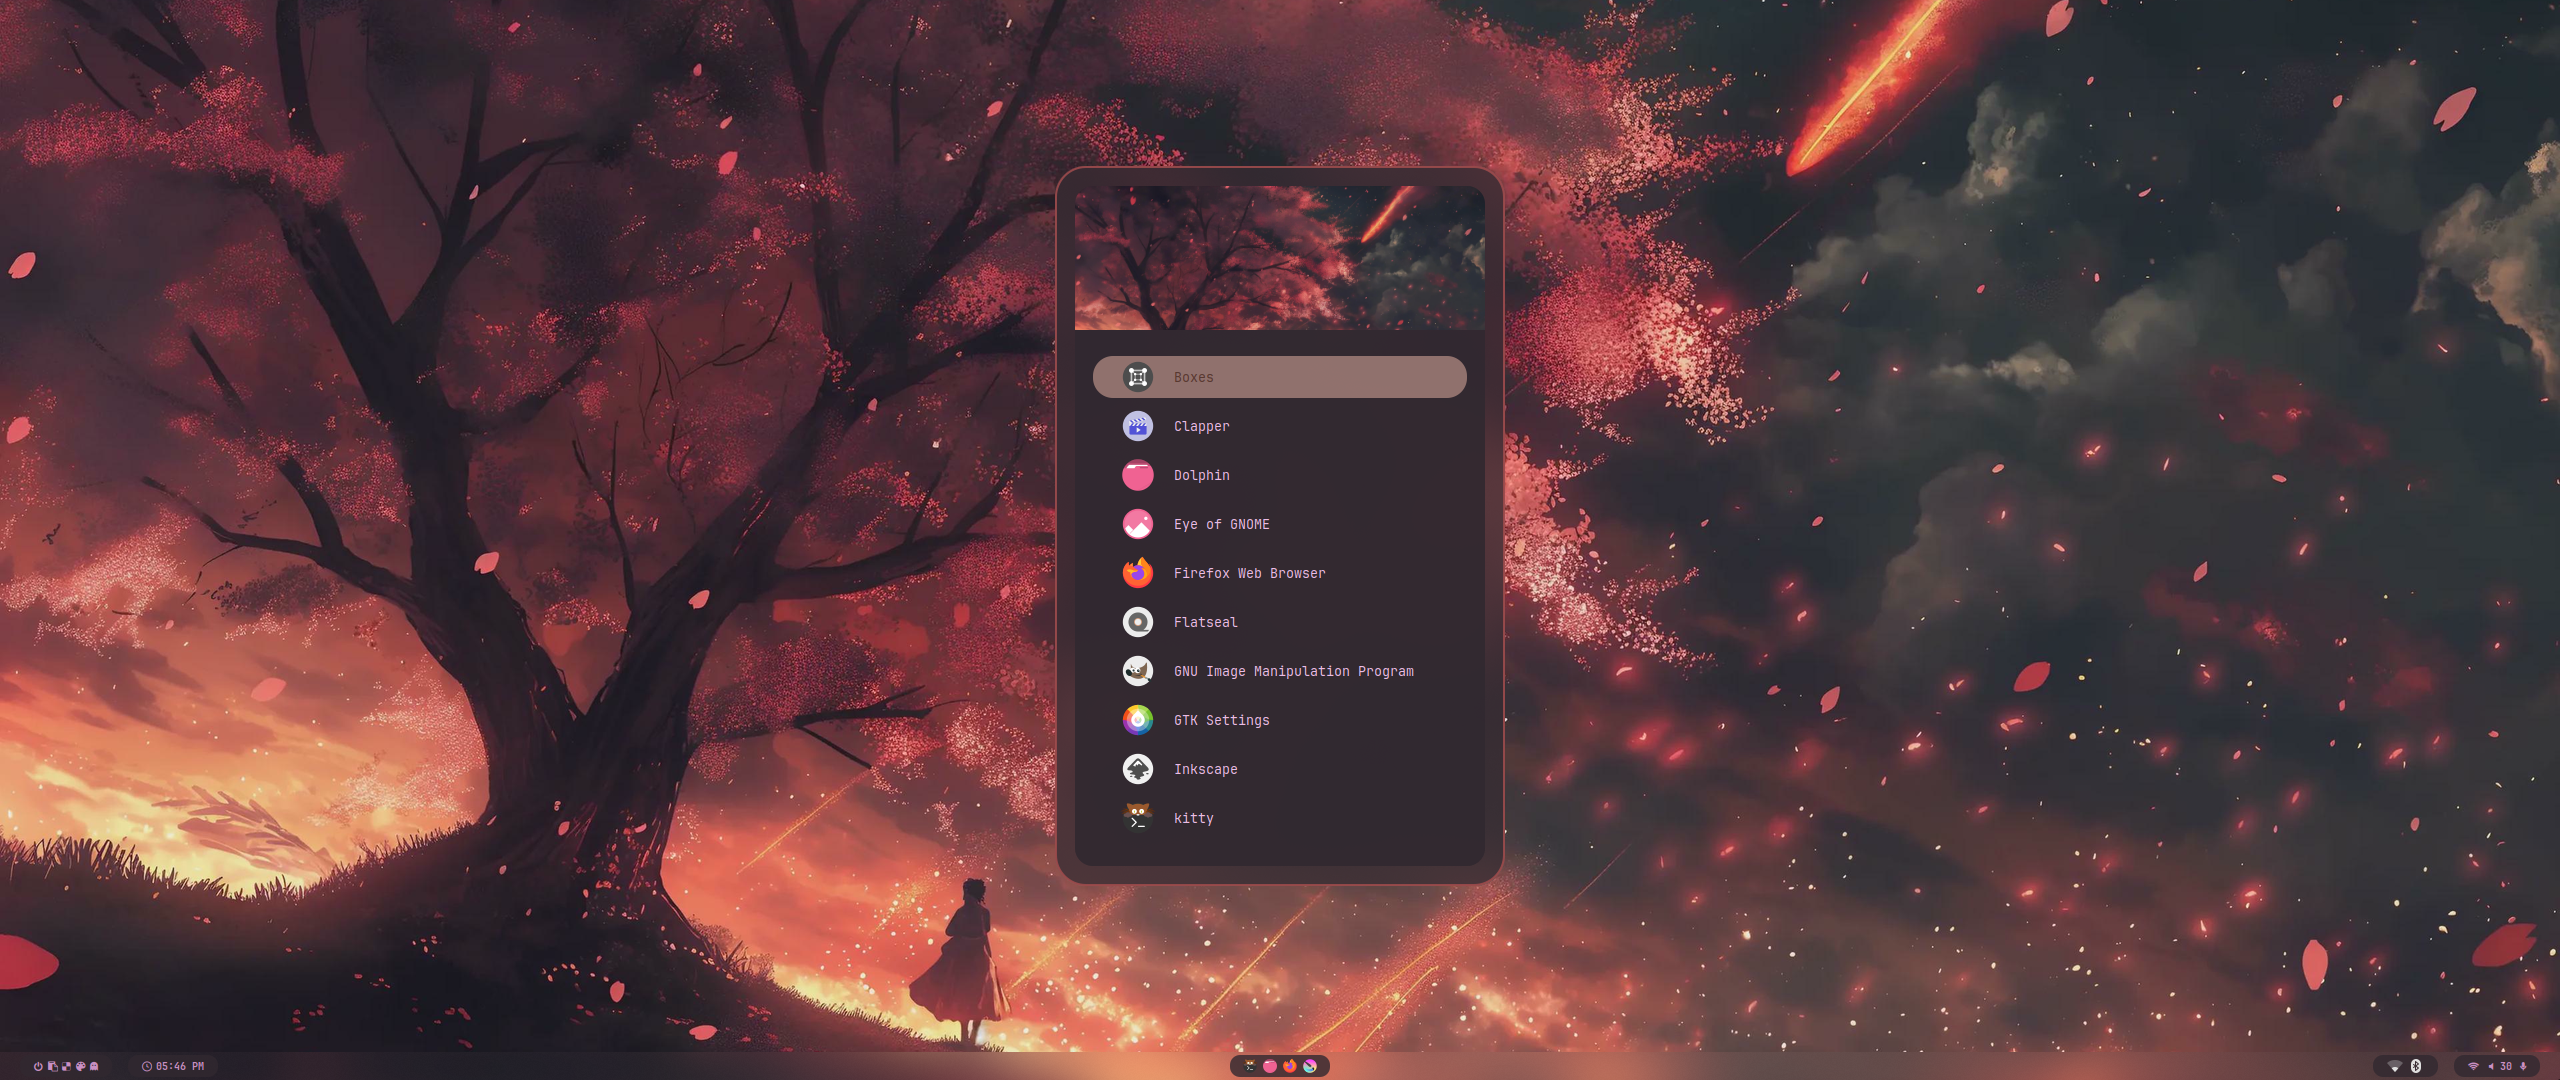 Boxes
Clapper
Dolphin
Eye of GNOME
Firefox Web Browser
Flatseal
GNU Image Manipulation Program
GTK Settings
Inkscape
kitty
05:46 PM
30